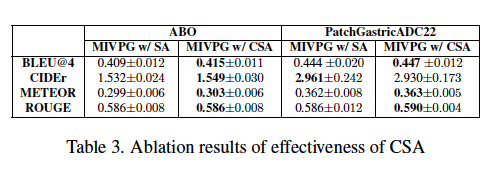 ABO PatchGastricADC22
MIVPG w/ SA MIVPG w/ CSA MIVPG w/ SA MIVPG w/ CSA
BLEU@4 0.409±0.012 0.415±0.011 0.444 ±0.020 0.447 ±0.012
CIDEr 1.532±0.024 1.549±0.030 2.961±0.242 2.930±0.173
METEOR 0.299±0.006 0.303±0.006 0.362±0.008 0.363±0.005
ROUGE 0.586±0.008 0.586±0.008 0.586±0.012 0.590±0.004
Table 3. Ablation results of effectiveness of CSA